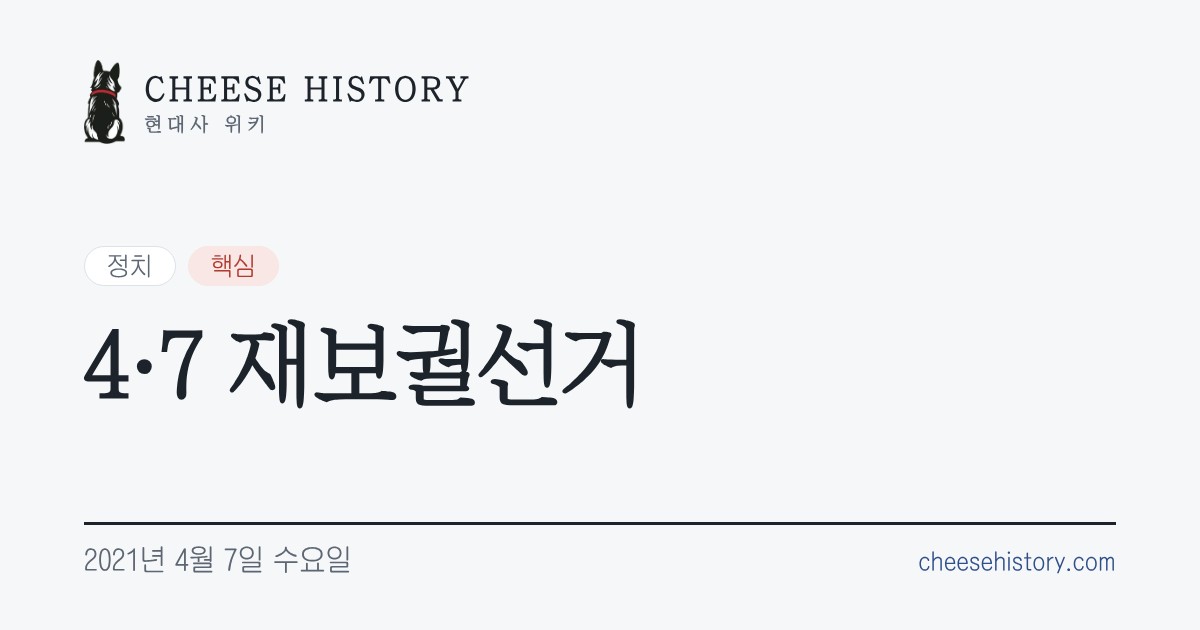 CHEESE HISTORY
현대사 위키
정치 핵심
4·7 재보궐선거
2021년 4월 7일 수요일
cheesehistory.com